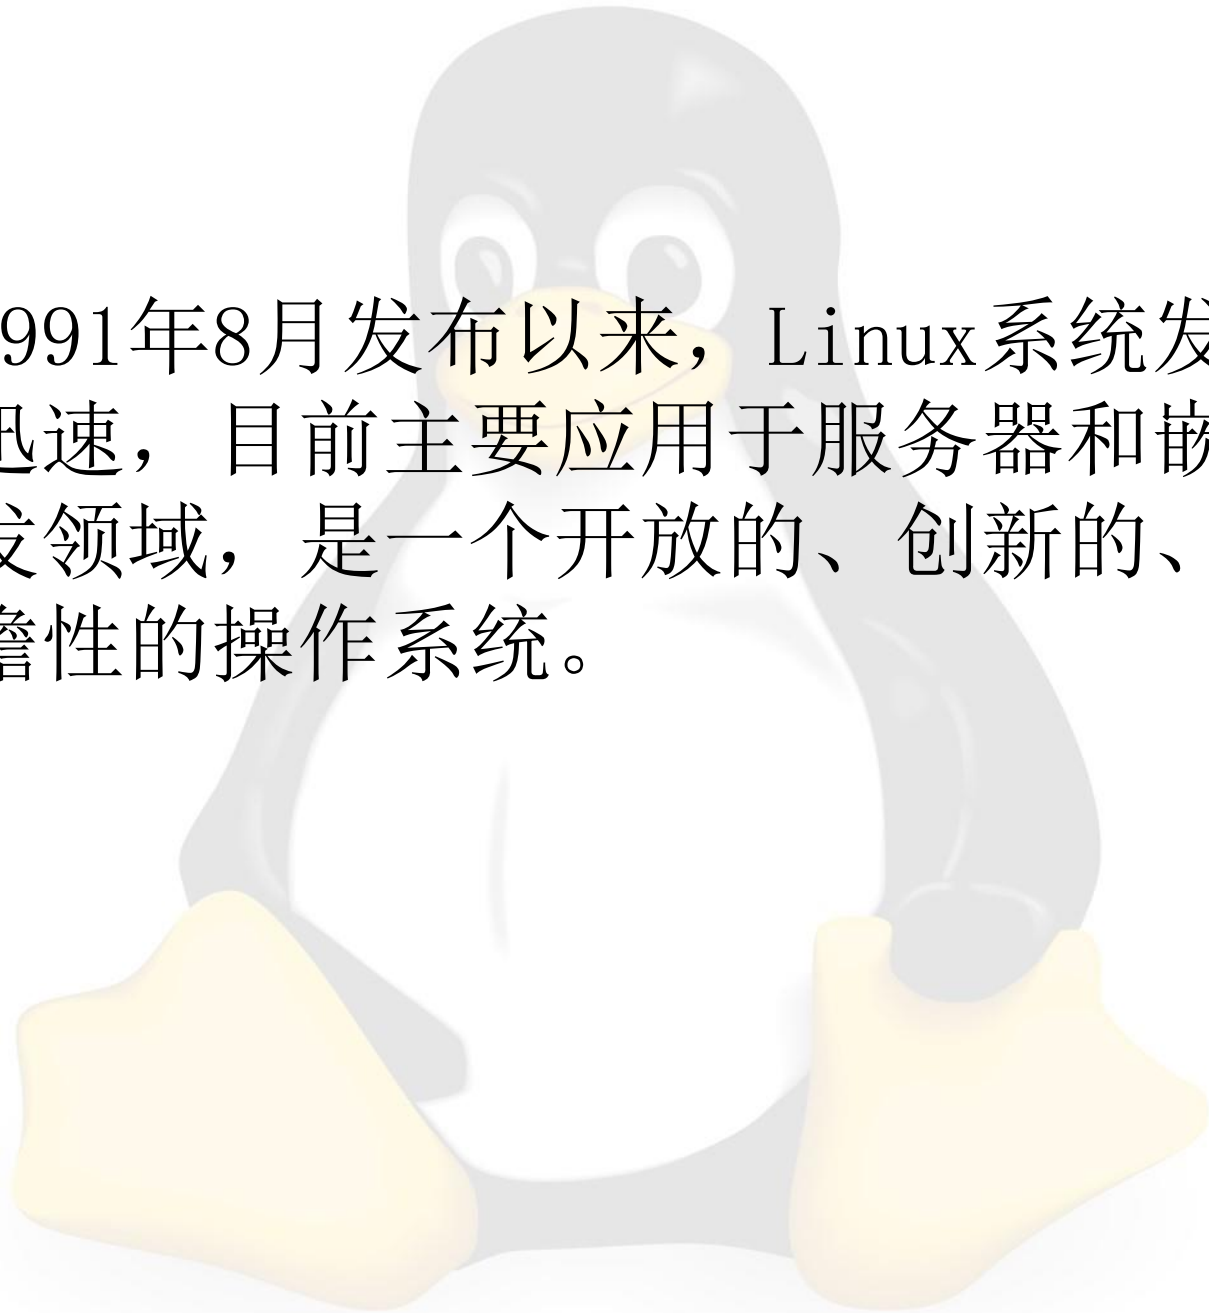 991年8月发布以来，Linux系统发
迅速，目前主要应用于服务器和嵌
发领域，是一个开放的、创新的、
瞻性的操作系统。